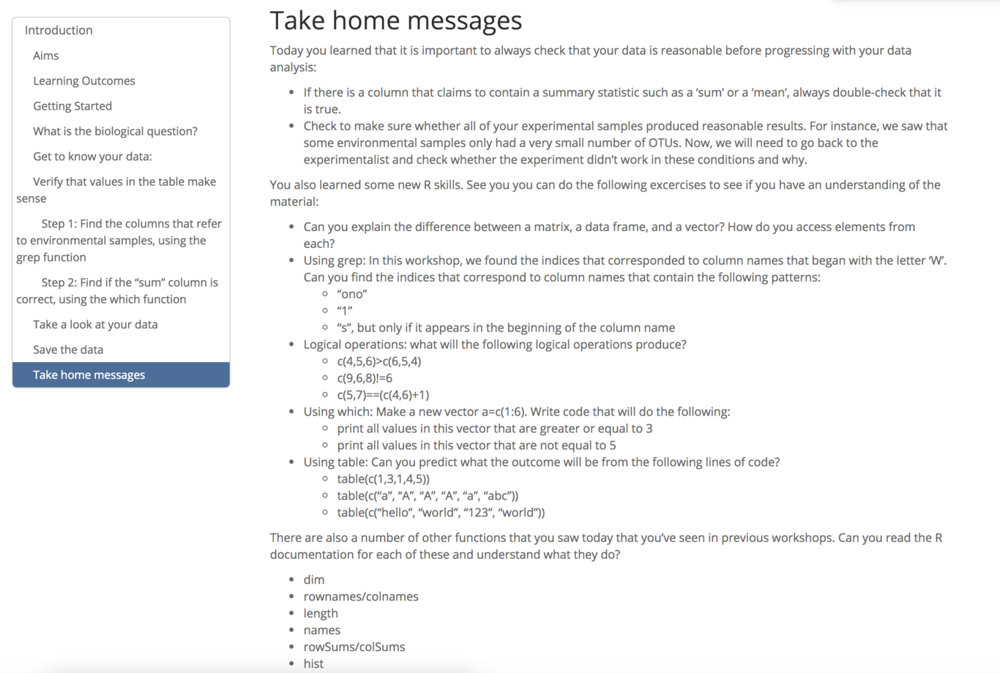 Introduction
Aims
Learning Outcomes
Getting Started
What is the biological question?
Get to know your data:
Verify that values in the table make
sense
Step 1: Find the columns that refer
to environmental samples, using the
grep function
Step 2: Find if the “sum” column is
correct, using the which function
Take a look at your data
Save the data
Take home messages
Take home messages
Today you learned that it is important to always check that your data is reasonable before progressing with your data
analysis:
• If there is a column that claims to contain a summary statistic such as a ‘sum’ or a ‘mean’, always double-check that it
is true.
• Check to make sure whether all of your experimental samples produced reasonable results. For instance, we saw that
some environmental samples only had a very small number of OTUs. Now, we will need to go back to the
experimentalist and check whether the experiment didn’t work in these conditions and why.
You also learned some new R skills. See you you can do the following excercises to see if you have an understanding of the
material:
• Can you explain the difference between a matrix, a data frame, and a vector? How do you access elements from
each?
• Using grep: In this workshop, we found the indices that corresponded to column names that began with the letter ‘W’.
Can you find the indices that correspond to column names that contain the following patterns:
○ “ono”
○ “1”
○ “s”, but only if it appears in the beginning of the column name
• Logical operations: what will the following logical operations produce?
○ c(4,5,6)>c(6,5,4)
○ c(9,6,8)!=6
○ c(5,7)==(c(4,6)+1)
• Using which: Make a new vector a=c(1:6). Write code that will do the following:
○ print all values in this vector that are greater or equal to 3
○ print all values in this vector that are not equal to 5
• Using table: Can you predict what the outcome will be from the following lines of code?
○ table(c(1,3,1,4,5))
○ table(c(“a”, “A”, “A”, “A”, “a”, “abc”))
○ table(c(“hello”, “world”, “123”, “world”))
There are also a number of other functions that you saw today that you’ve seen in previous workshops. Can you read the R
documentation for each of these and understand what they do?
• dim
• rownames/colnames
• length
• names
• rowSums/colSums
• hist